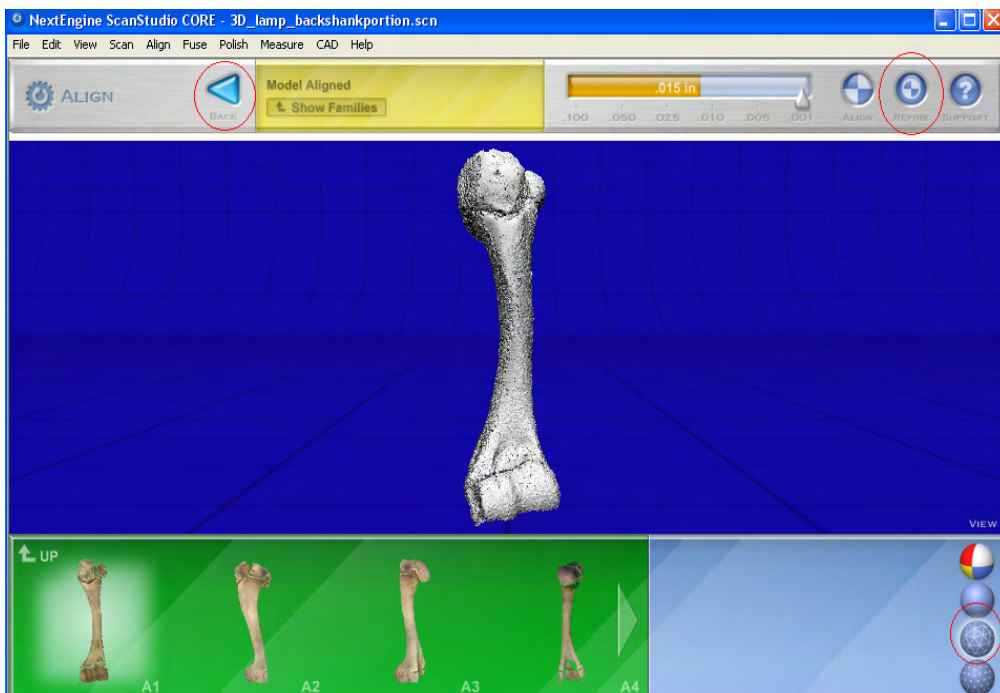 NextEngine ScanStudio CORE - 3D_lamp_backshankportion.scn
File Edit View Scan Align Fuse Polish Measure CAD Help
ALIGN
BACK
Model Aligned
Show Families
.015 in
.100 .050 .025 .010 .005 .001
ALIGN REFINE SUPPORT
VIEW
UP
A1 A2 A3 A4